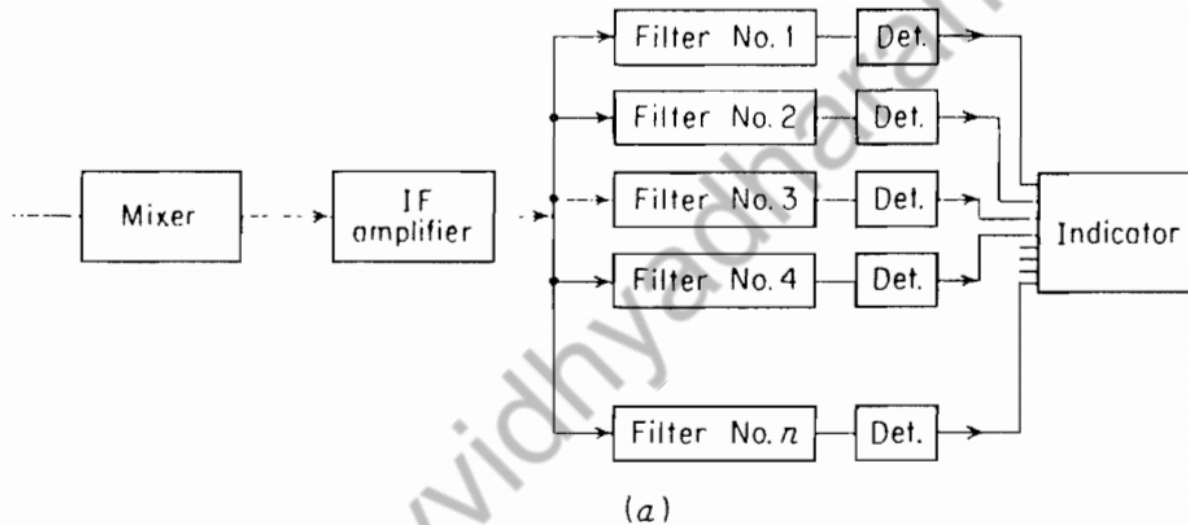 Filter No. 1
Det.
Filter No. 2
Det.
Filter No. 3
Det.
Filter No. 4
Det.
Filter No. n
Det.
Mixer
IF
amplifier
Indicator
(a)
vidhyadharan